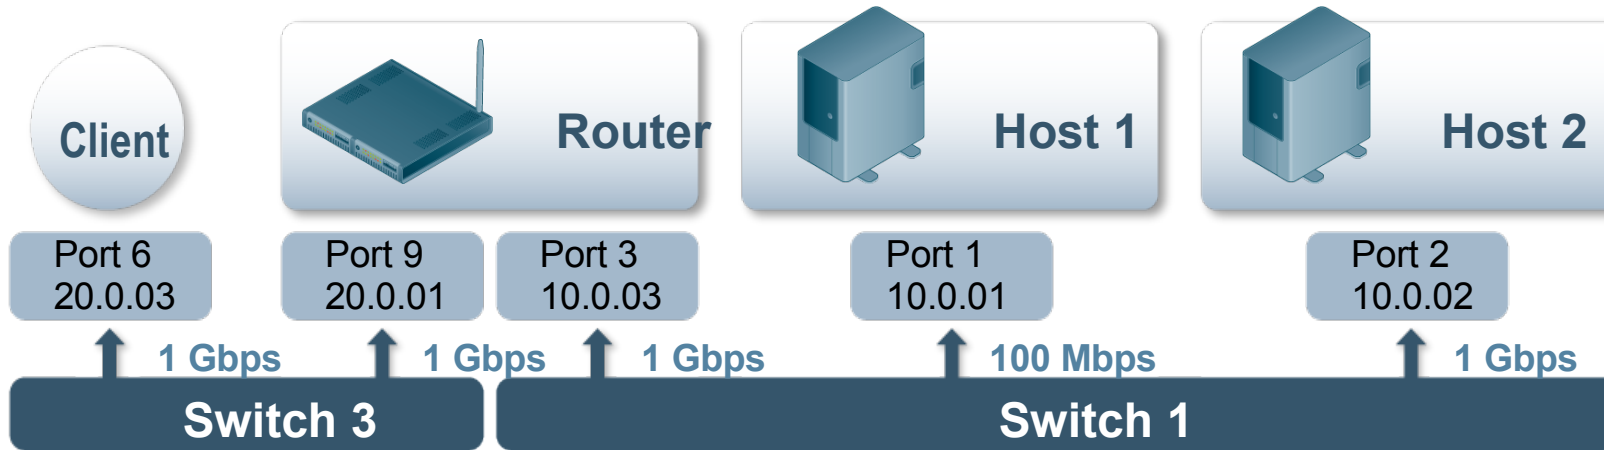 Client
Router
Host 1
Host 2
Port 6
20.0.03
Port 9
20.0.01
Port 3
10.0.03
Port 1
10.0.01
Port 2
10.0.02
1 Gbps
1 Gbps
1 Gbps
100 Mbps
1 Gbps
Switch 3
Switch 1